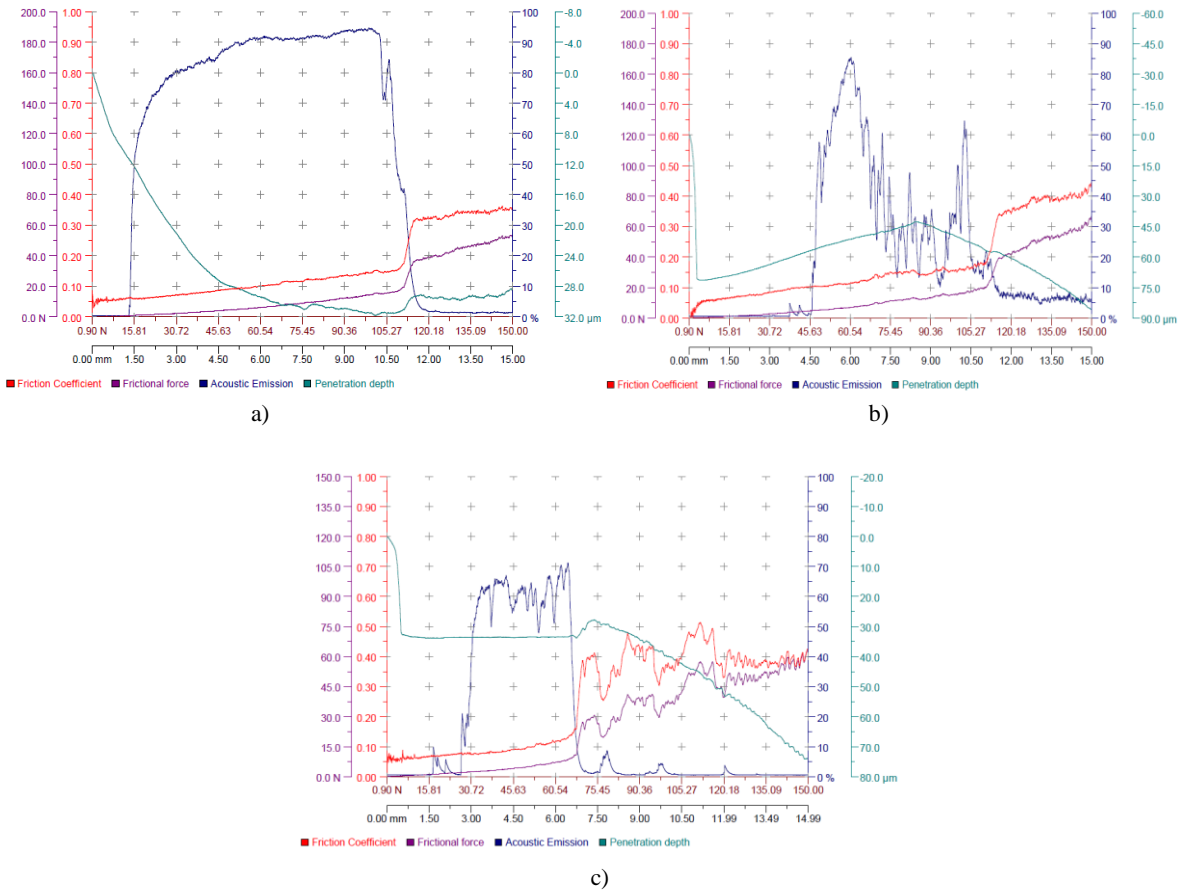 200.0 1.00 100 -8.0
180.0 0.90 90 -4.0
160.0 0.80 80 0.0
140.0 0.70 70 4.0
120.0 0.60 60 8.0
100.0 0.50 50 12.0
80.0 0.40 40 16.0
60.0 0.30 30 20.0
40.0 0.20 20 24.0
20.0 0.10 10 28.0
0.0 N 0.00 0 % 32.0 µm
0.90 N 15.81 30.72 45.63 60.54 75.45 90.36 105.27 120.18 135.09 150.00
0.00 mm 1.50 3.00 4.50 6.00 7.50 9.00 10.50 12.00 13.50 15.00
Friction Coefficient Frictional force Acoustic Emission Penetration depth
a)
200.0 1.00 100 -60.0
180.0 0.90 90 -45.0
160.0 0.80 80 -30.0
140.0 0.70 70 -15.0
120.0 0.60 60 0.0
100.0 0.50 50 15.0
80.0 0.40 40 30.0
60.0 0.30 30 45.0
40.0 0.20 20 60.0
20.0 0.10 10 75.0
0.0 N 0.00 0 % 90.0 µm
0.90 N 15.81 30.72 45.63 60.54 75.45 90.36 105.27 120.18 135.09 150.00
0.00 mm 1.50 3.00 4.50 6.00 7.50 9.00 10.50 12.00 13.50 15.00
Friction Coefficient Frictional force Acoustic Emission Penetration depth
b)
150.0 1.00 100 -20.0
135.0 0.90 90 -10.0
120.0 0.80 80 0.0
105.0 0.70 70 10.0
90.0 0.60 60 20.0
75.0 0.50 50 30.0
60.0 0.40 40 40.0
45.0 0.30 30 50.0
30.0 0.20 20 60.0
15.0 0.10 10 70.0
0.0 N 0.00 0 % 80.0 µm
0.90 N 15.81 30.72 45.63 60.54 75.45 90.36 105.27 120.18 135.09 150.00
0.00 mm 1.50 3.00 4.50 6.00 7.50 9.00 10.50 11.99 13.49 14.99
Friction Coefficient Frictional force Acoustic Emission Penetration depth
c)